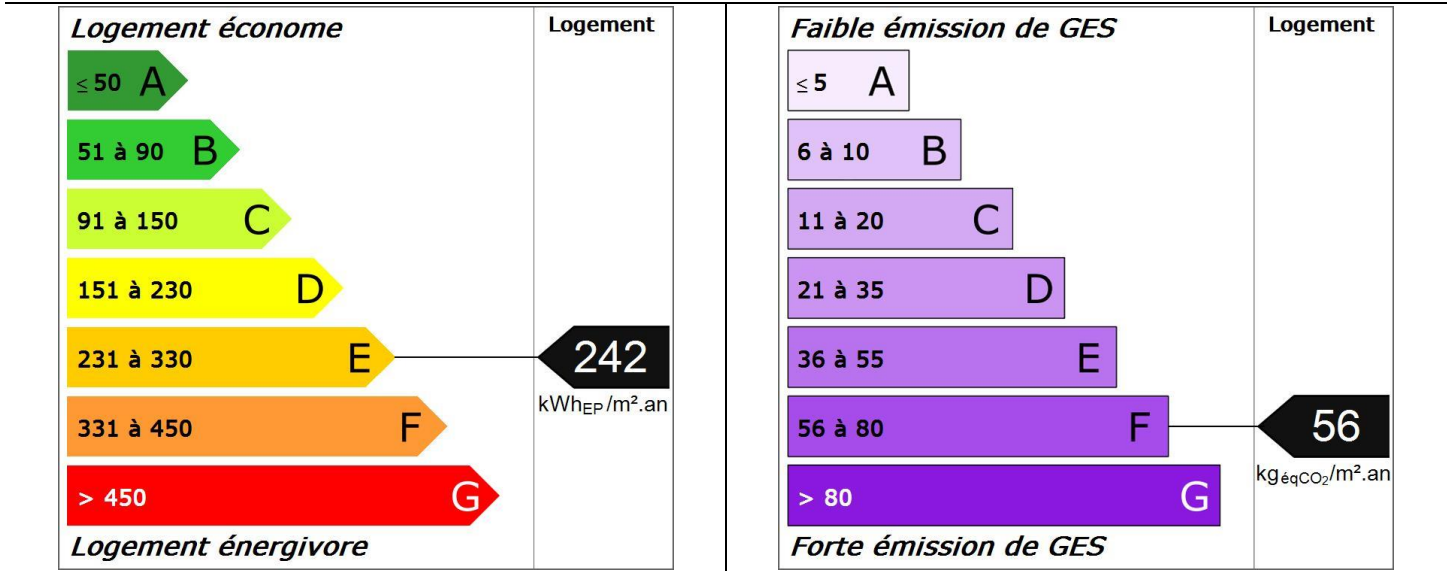 Logement économe
Logement
≤ 50 A
51 à 90 B
91 à 150 C
151 à 230 D
231 à 330 E
242
kWhEP/m².an
331 à 450 F
> 450 G
Logement énergivore
Faible émission de GES
Logement
≤ 5 A
6 à 10 B
11 à 20 C
21 à 35 D
36 à 55 E
56 à 80 F
56
kgéqCO₂/m².an
> 80 G
Forte émission de GES